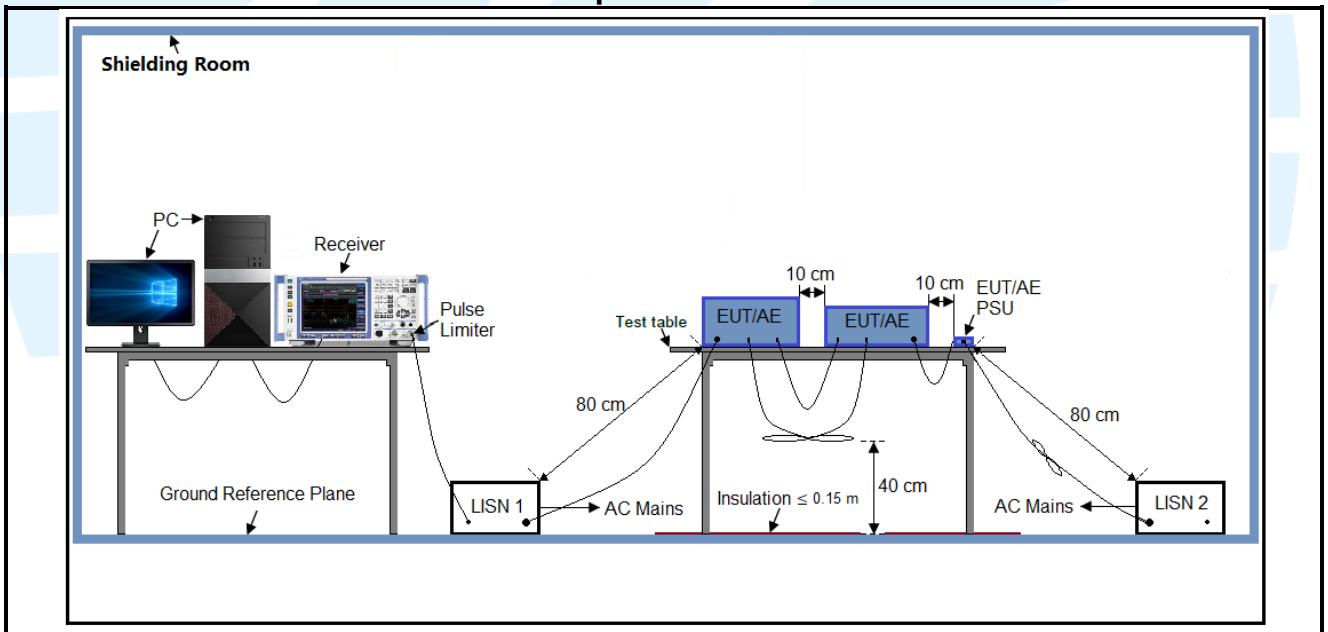 Shielding Room
PC
Receiver
Pulse
Limiter
10 cm
10 cm
EUT/AE
PSU
Test table
EUT/AE
EUT/AE
80 cm
80 cm
40 cm
Ground Reference Plane
LISN 1
AC Mains
Insulation ≤ 0.15 m
AC Mains
LISN 2